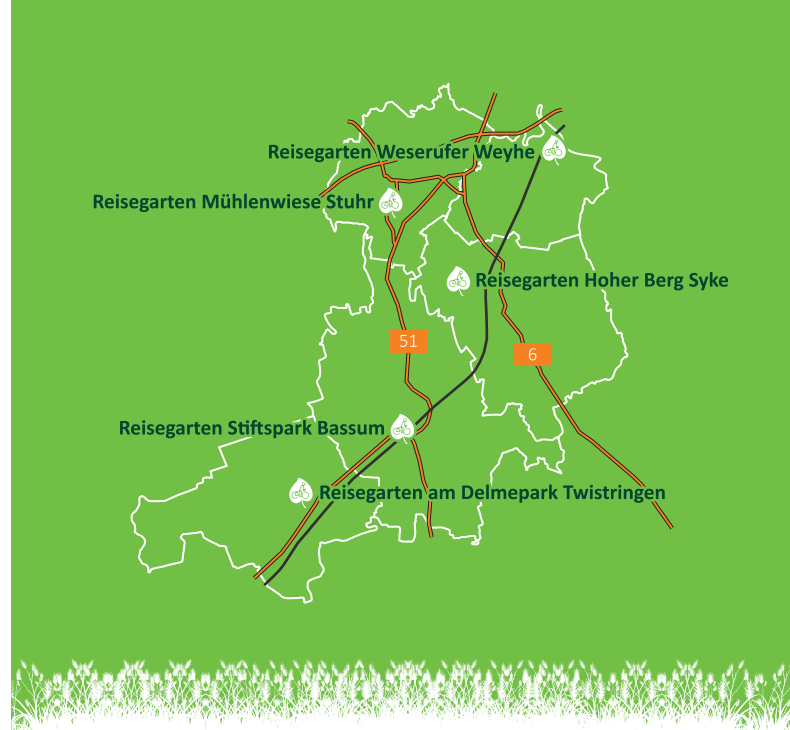 Reisegarten Weserufer Weyhe
Reisegarten Mühlenwiese Stuhr
Reisegarten Hoher Berg Syke
51
6
Reisegarten Stiftspark Bassum
Reisegarten am Delmepark Twistringen